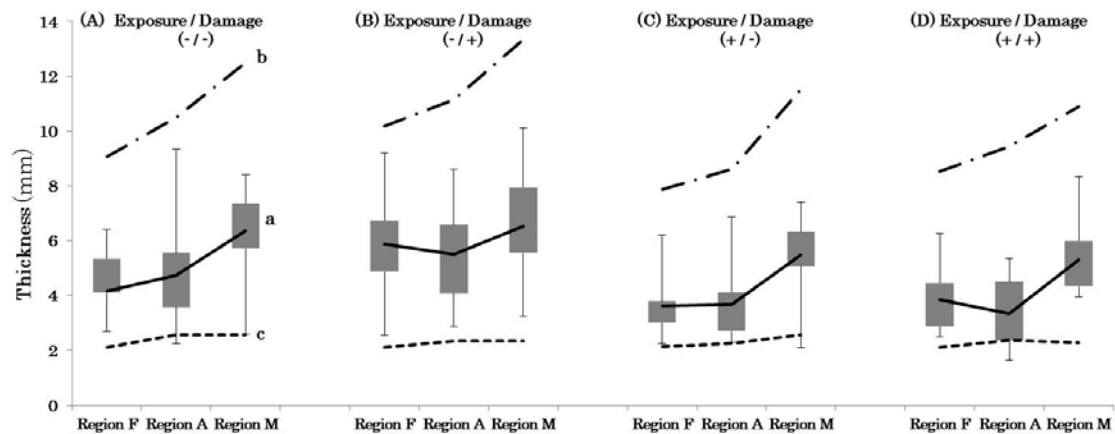 (A) Exposure / Damage
(- / -)
(B) Exposure / Damage
(- / +)
(C) Exposure / Damage
(+ / -)
(D) Exposure / Damage
(+ / +)
Thickness (mm)
14
12
10
8
6
4
2
0
b
a
c
Region F Region A Region M
Region F Region A Region M
Region F Region A Region M
Region F Region A Region M